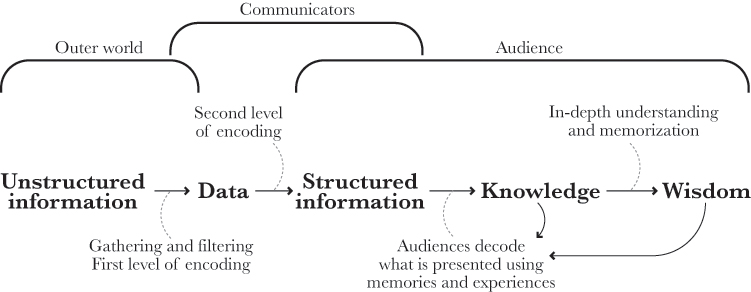 Communicators
Outer world
Audience
Second level
of encoding
In-depth understanding
and memorization
Unstructured
information
Data
Structured
information
Knowledge
Wisdom
Gathering and filtering
First level of encoding
Audiences decode
what is presented using
memories and experiences